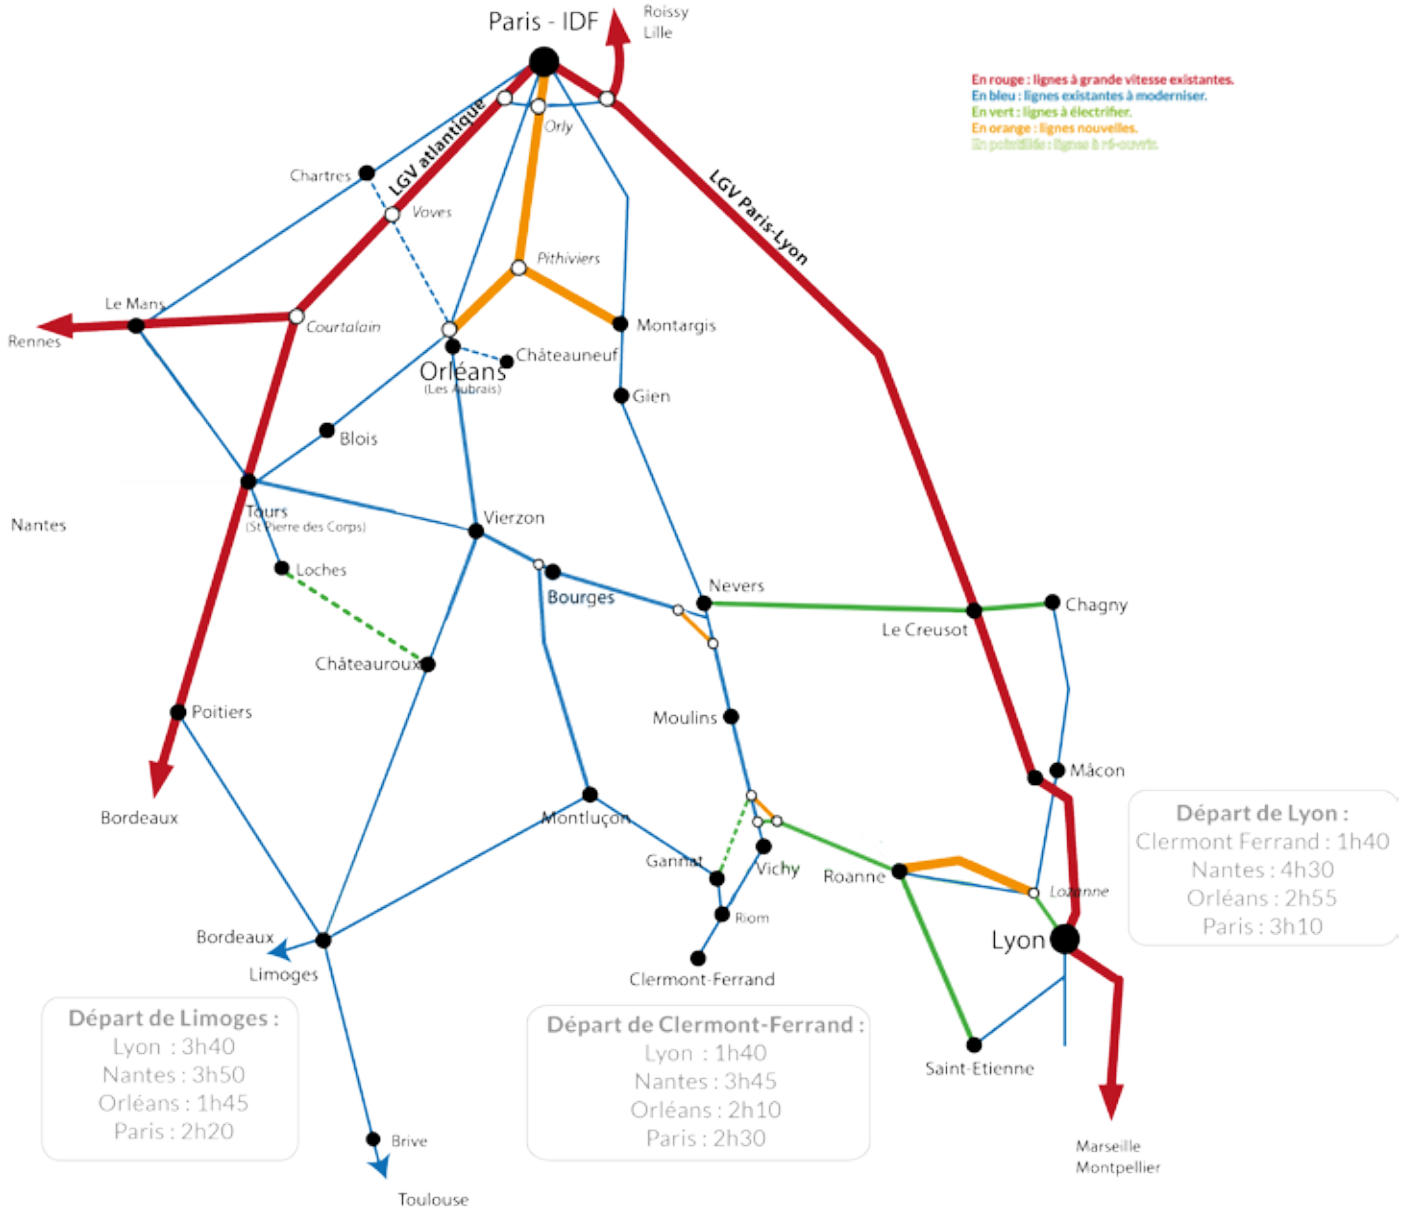 Paris - IDF
Roissy
Lille
En rouge : lignes à grande vitesse existantes.
En bleu : lignes existantes à moderniser.
En vert : lignes à électrifier.
En orange : lignes nouvelles.
En pointillés : lignes à ré-ouvrir.
Orly
LGV atlantique
Chartres
Voves
LGV Paris-Lyon
Pithiviers
Le Mans
Rennes
Courtalain
Montargis
Châteauneuf
Orléans
(Les Aubrais)
Gien
Blois
Tours
(St Pierre des Corps)
Nantes
Vierzon
Loches
Bourges
Nevers
Chagny
Le Creusot
Châteauroux
Poitiers
Moulins
Mâcon
Bordeaux
Montluçon
Gannat
Vichy
Roanne
Lozanne
Riom
Lyon
Bordeaux
Limoges
Clermont-Ferrand
Départ de Lyon :
Clermont Ferrand : 1h40
Nantes : 4h30
Orléans : 2h55
Paris : 3h10
Départ de Limoges :
Lyon : 3h40
Nantes : 3h50
Orléans : 1h45
Paris : 2h20
Départ de Clermont-Ferrand :
Lyon : 1h40
Nantes : 3h45
Orléans : 2h10
Paris : 2h30
Saint-Etienne
Brive
Toulouse
Marseille
Montpellier